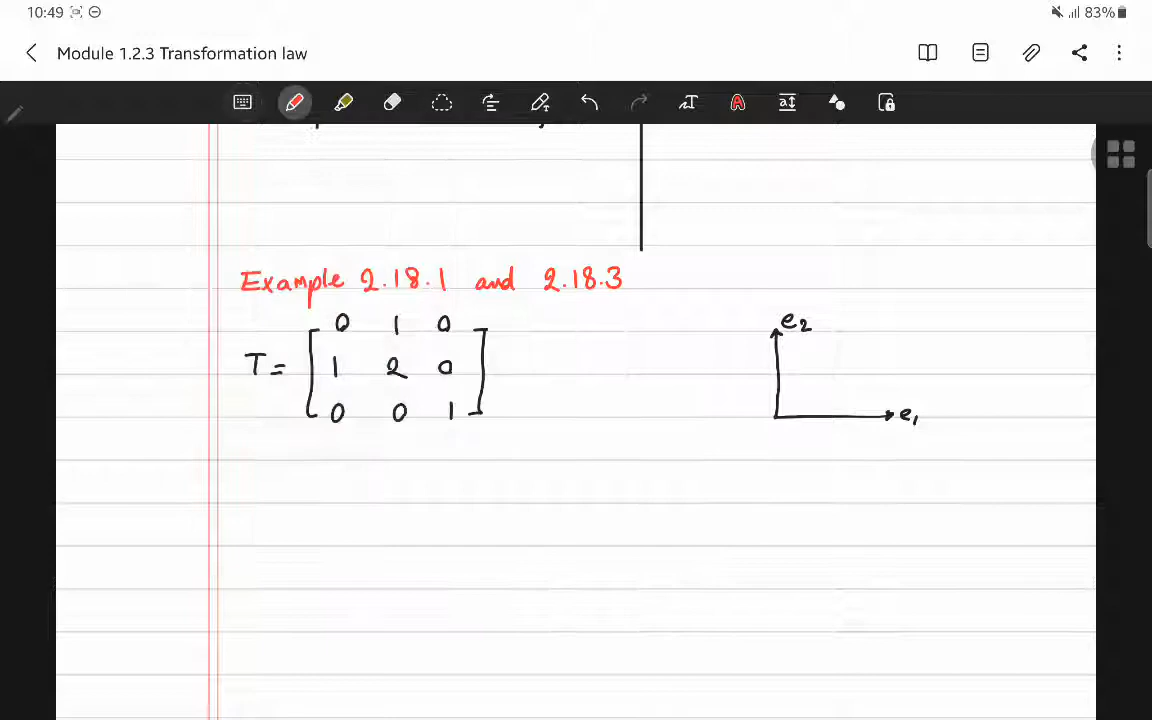 10:49 83%
Module 1.2.3 Transformation law
Example 2.18.1 and 2.18.3
0 1 0
T = 1 2 0
0 0 1
e2
e1